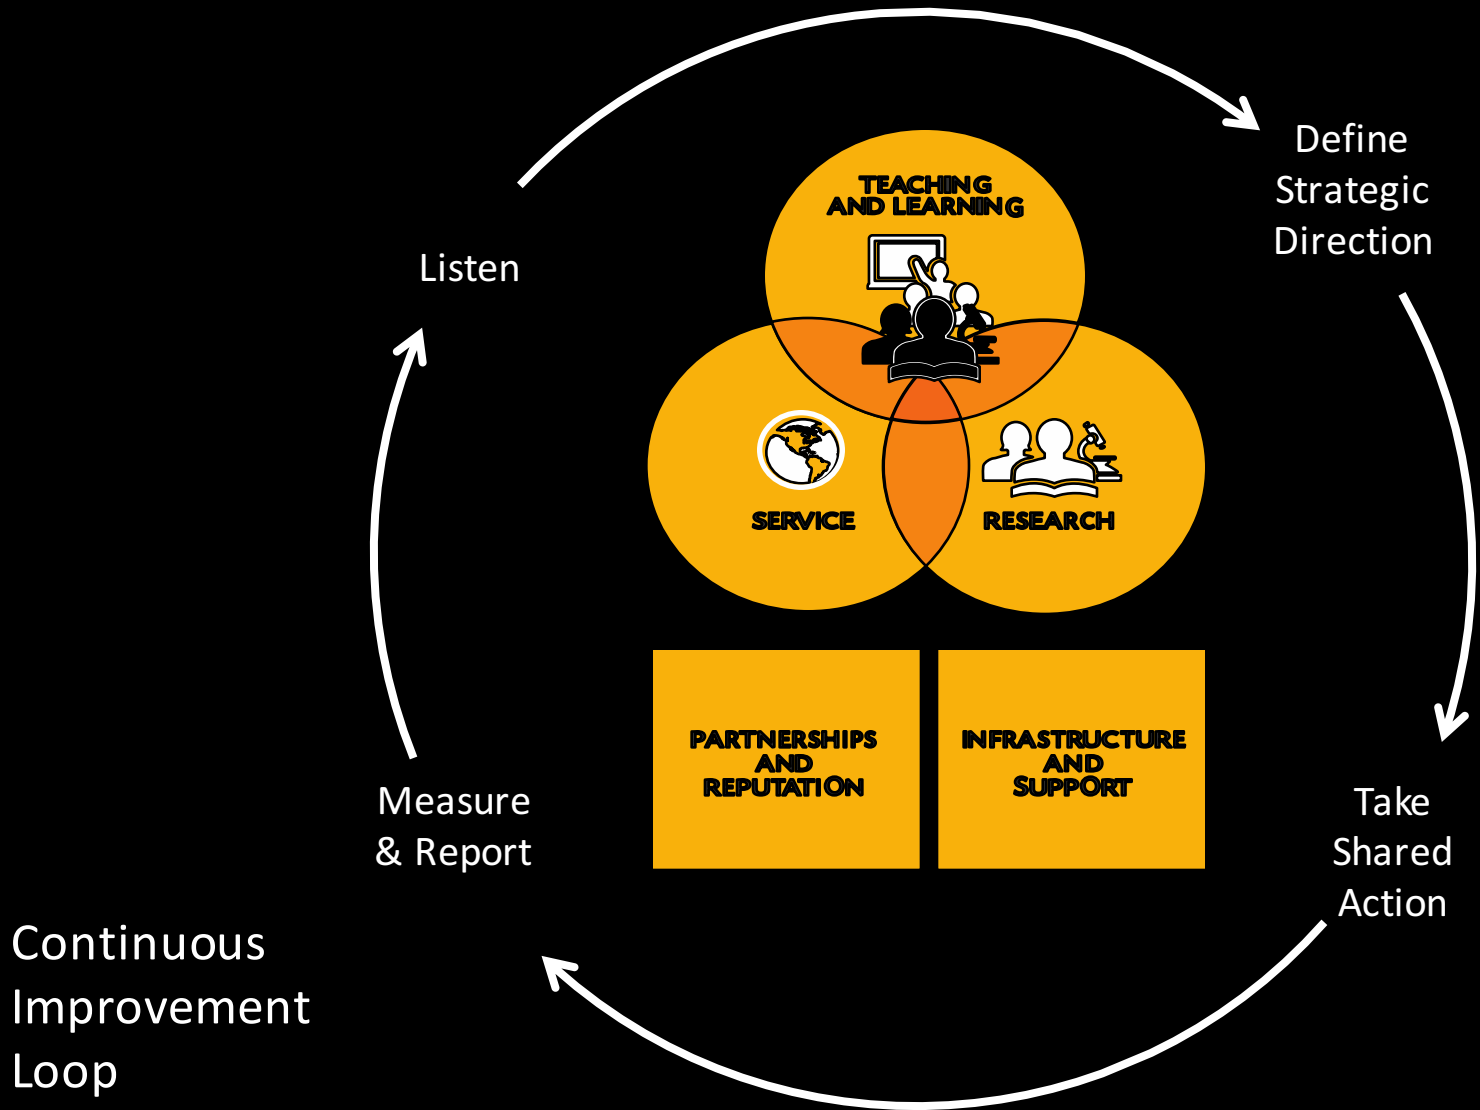 Define
Strategic
Direction
TEACHING
AND LEARNING
Listen
SERVICE
RESEARCH
PARTNERSHIPS
AND
REPUTATION
INFRASTRUCTURE
AND
SUPPORT
Measure
& Report
Take
Shared
Action
Continuous
Improvement
Loop